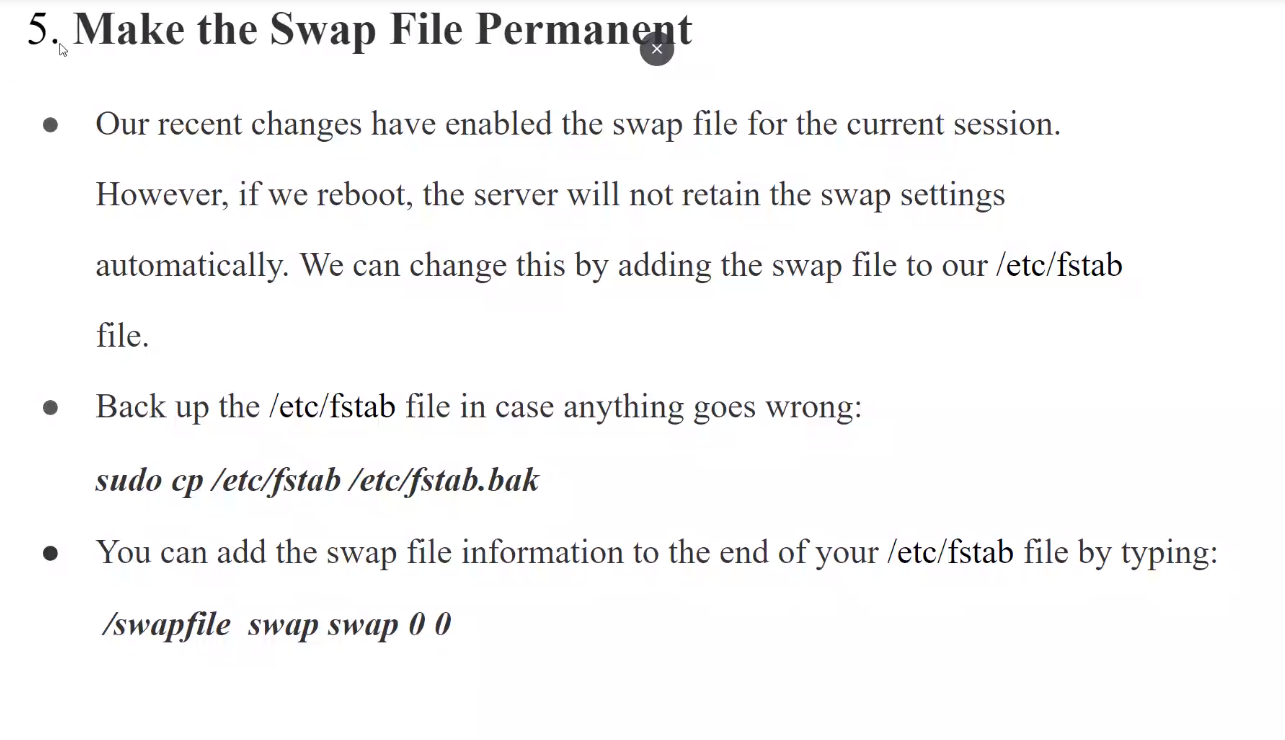 5. Make the Swap File Permanent
● Our recent changes have enabled the swap file for the current session.
However, if we reboot, the server will not retain the swap settings
automatically. We can change this by adding the swap file to our /etc/fstab
file.
● Back up the /etc/fstab file in case anything goes wrong:
sudo cp /etc/fstab /etc/fstab.bak
● You can add the swap file information to the end of your /etc/fstab file by typing:
/swapfile  swap swap 0 0